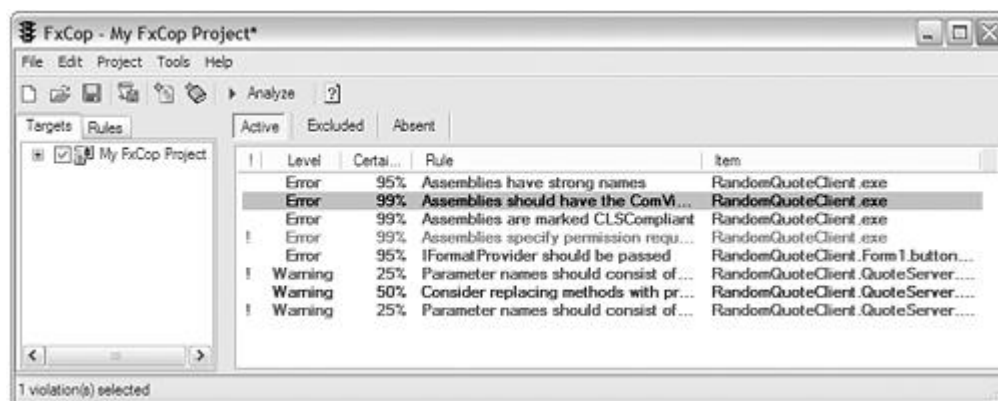 FxCop - My FxCop Project*
File Edit Project Tools Help
Analyze
Targets Rules
Active Excluded Absent
My FxCop Project
! Level Certai... Rule Item
Error 95% Assemblies have strong names RandomQuoteClient.exe
Error 99% Assemblies should have the ComVi... RandomQuoteClient.exe
Error 99% Assemblies are marked CLSCompliant RandomQuoteClient.exe
! Error 99% Assemblies specify permission requ... RandomQuoteClient.exe
Error 95% IFormatProvider should be passed RandomQuoteClient.Form1.button...
! Warning 25% Parameter names should consist of... RandomQuoteClient.QuoteServer....
Warning 50% Consider replacing methods with pr... RandomQuoteClient.QuoteServer....
! Warning 25% Parameter names should consist of... RandomQuoteClient.QuoteServer....
1 violation(s) selected